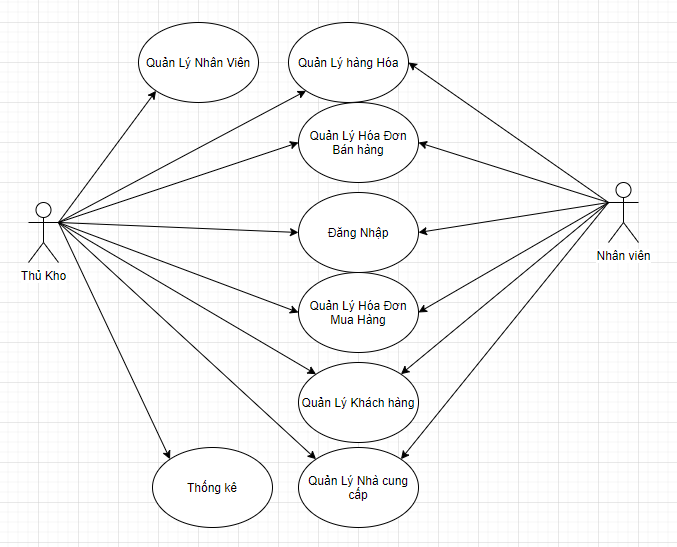 Quản Lý Nhân Viên
Quản Lý hàng Hóa
Quản Lý Hóa Đơn
Bán hàng
Đăng Nhập
Thủ Kho
Nhân viên
Quản Lý Hóa Đơn
Mua Hàng
Quản Lý Khách hàng
Thống kê
Quản Lý Nhà cung
cấp